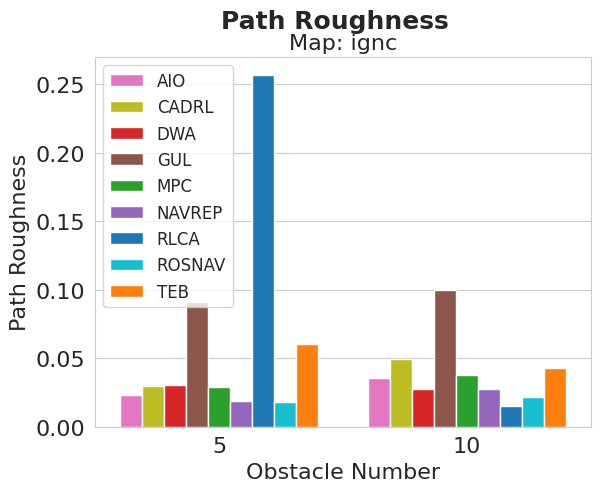 Path Roughness
Map: ignc
Path Roughness
0.25
0.20
0.15
0.10
0.05
0.00
AIO
CADRL
DWA
GUL
MPC
NAVREP
RLCA
ROSNAV
TEB
5
10
Obstacle Number